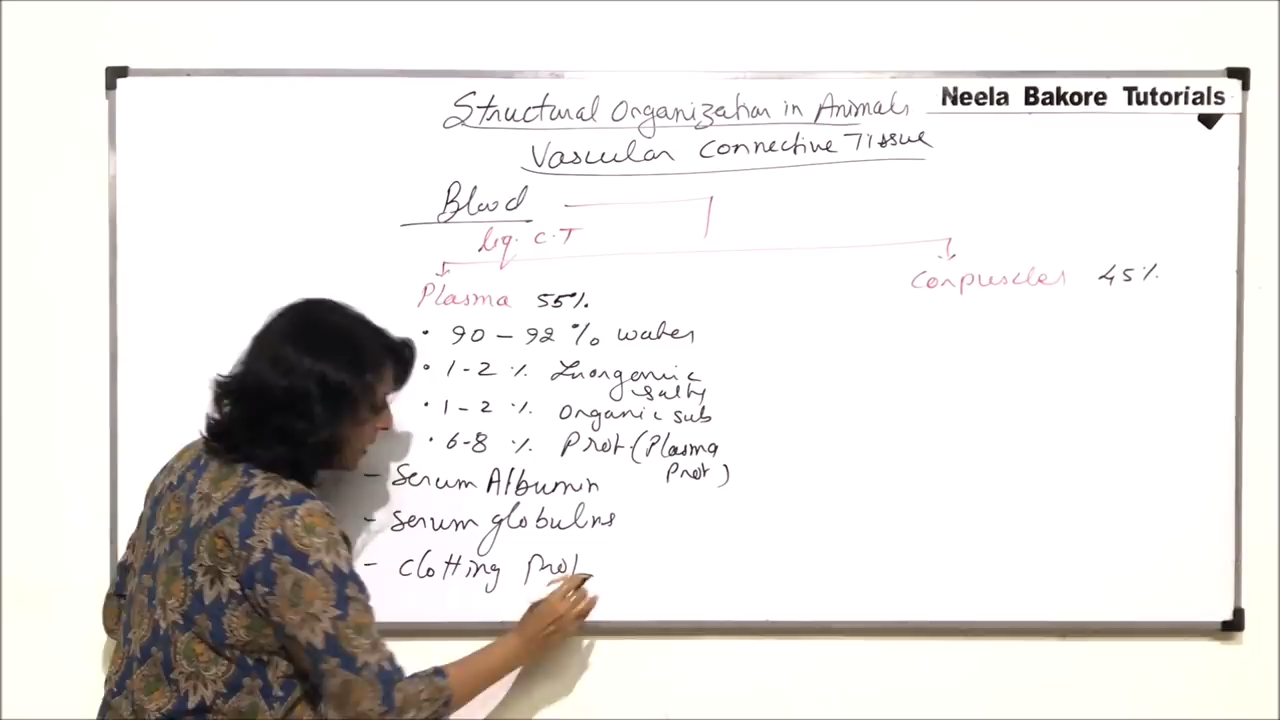 Neela Bakore Tutorials
Structural Organization in Animals
Vascular Connective Tissue
Blood
liq. C.T
Plasma 55%
Corpuscles 45%
• 90 – 92 % water
• 1-2 % Inorganic
salts
• 1 – 2 % Organic sub
• 6-8 % Prot (Plasma
Prot)
- Serum Albumin
- Serum globulins
- Clotting Prot